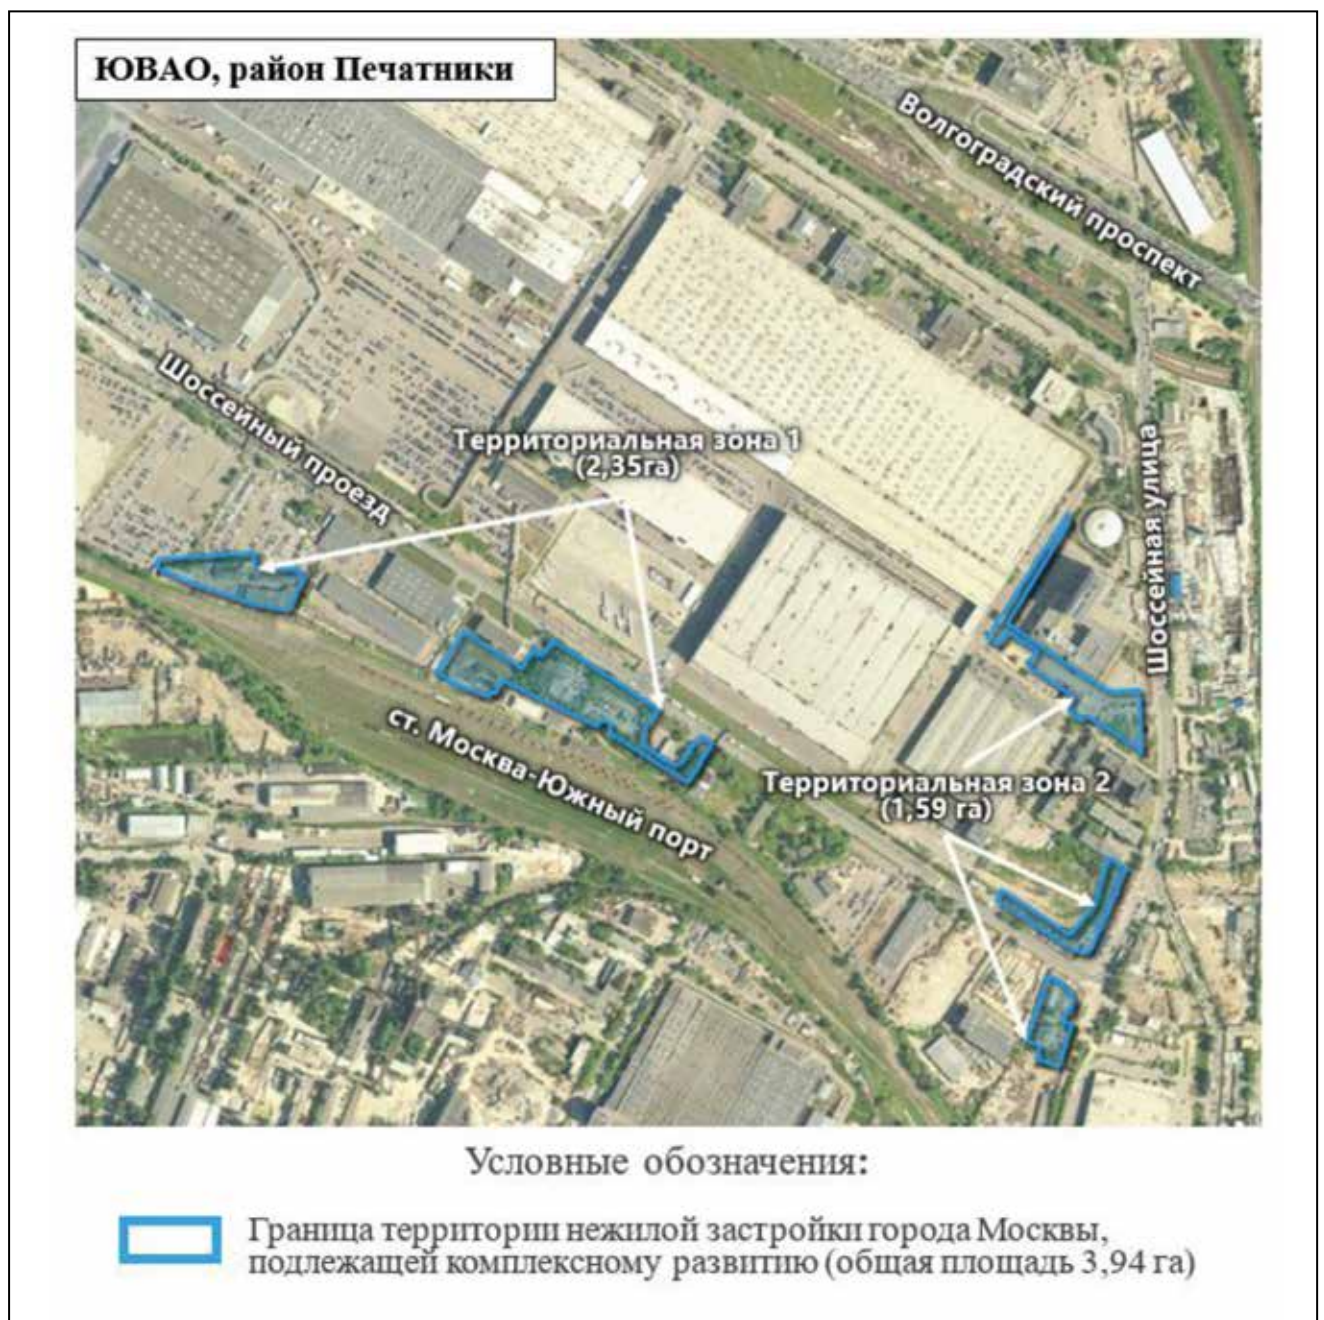 ЮВАО, район Печатники
Волгоградский проспект
Шоссейный проезд
Территориальная зона 1
(2,35га)
Шоссейная улица
ст. Москва-Южный порт
Территориальная зона 2
(1,59 га)
Условные обозначения:
Граница территории нежилой застройки города Москвы,
подлежащей комплексному развитию (общая площадь 3,94 га)